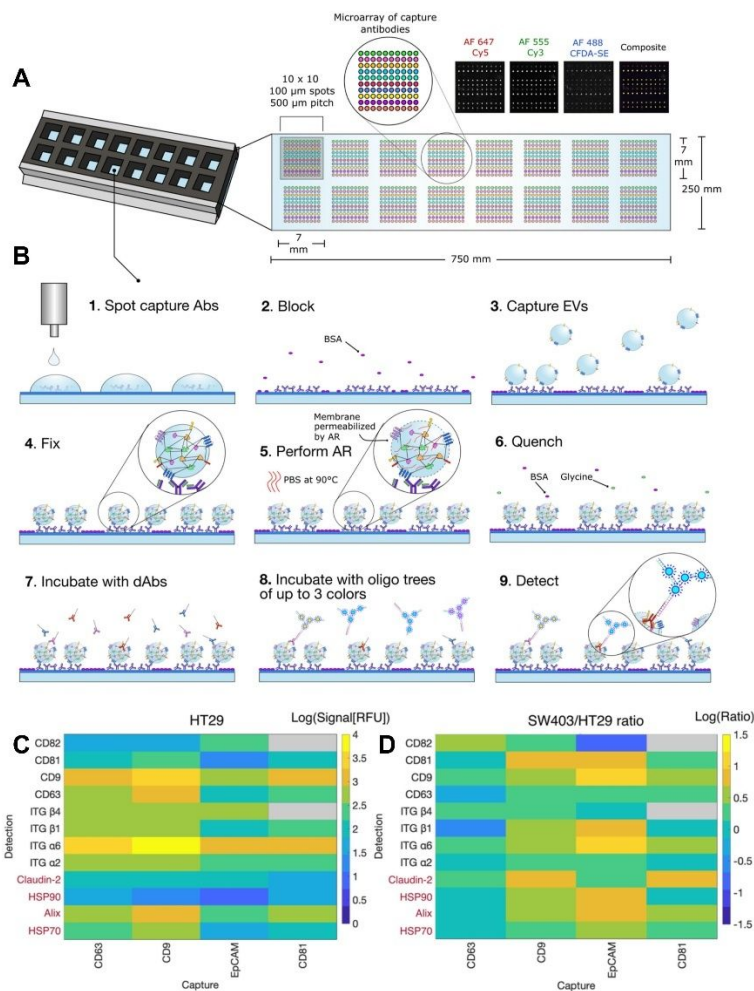 A
Microarray of capture
antibodies
10 x 10
100 µm spots
500 µm pitch
AF 647
Cy5
AF 555
Cy3
AF 488
CFDA-SE
Composite
7
mm
250 mm
7
mm
750 mm
B
1. Spot capture Abs
2. Block
BSA
3. Capture EVs
4. Fix
Membrane
permeabilized
by AR
5. Perform AR
PBS at 90°C
6. Quench
BSA
Glycine
7. Incubate with dAbs
8. Incubate with oligo trees
of up to 3 colors
9. Detect
C
HT29
Log(Signal[RFU])
Detection
CD82
CD81
CD9
CD63
ITG β4
ITG β1
ITG α6
ITG α2
Claudin-2
HSP90
Alix
HSP70
CD63
CD9
EpCAM
CD81
Capture
4
3.5
3
2.5
2
1.5
1
0.5
0
D
SW403/HT29 ratio
Log(Ratio)
Detection
CD82
CD81
CD9
CD63
ITG β4
ITG β1
ITG α6
ITG α2
Claudin-2
HSP90
Alix
HSP70
CD63
CD9
EpCAM
CD81
Capture
1.5
1
0.5
0
-0.5
-1
-1.5